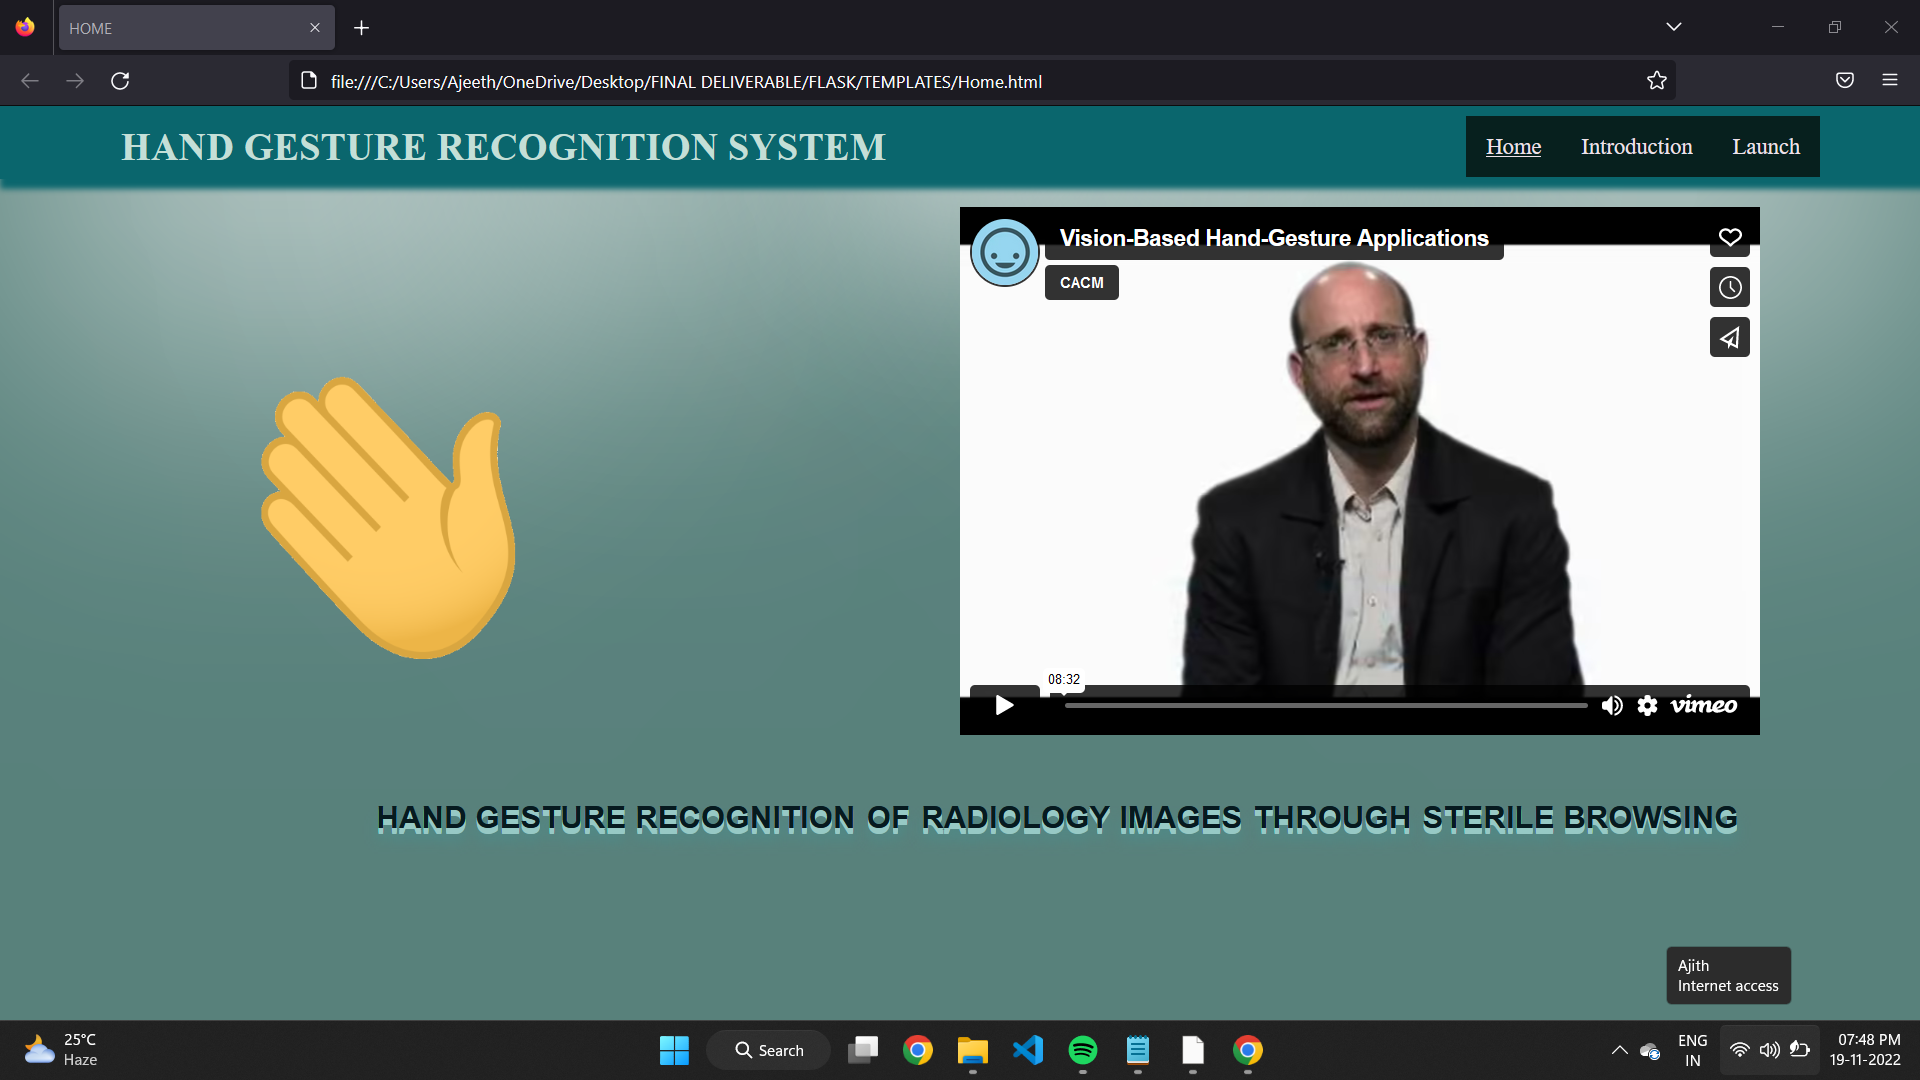 HOME
file:///C:/Users/Ajeeth/OneDrive/Desktop/FINAL DELIVERABLE/FLASK/TEMPLATES/Home.html
HAND GESTURE RECOGNITION SYSTEM
Home Introduction Launch
Vision-Based Hand-Gesture Applications
CACM
08:32
vimeo
HAND GESTURE RECOGNITION OF RADIOLOGY IMAGES THROUGH STERILE BROWSING
Ajith
Internet access
25°C
Haze
Search
ENG
IN
07:48 PM
19-11-2022